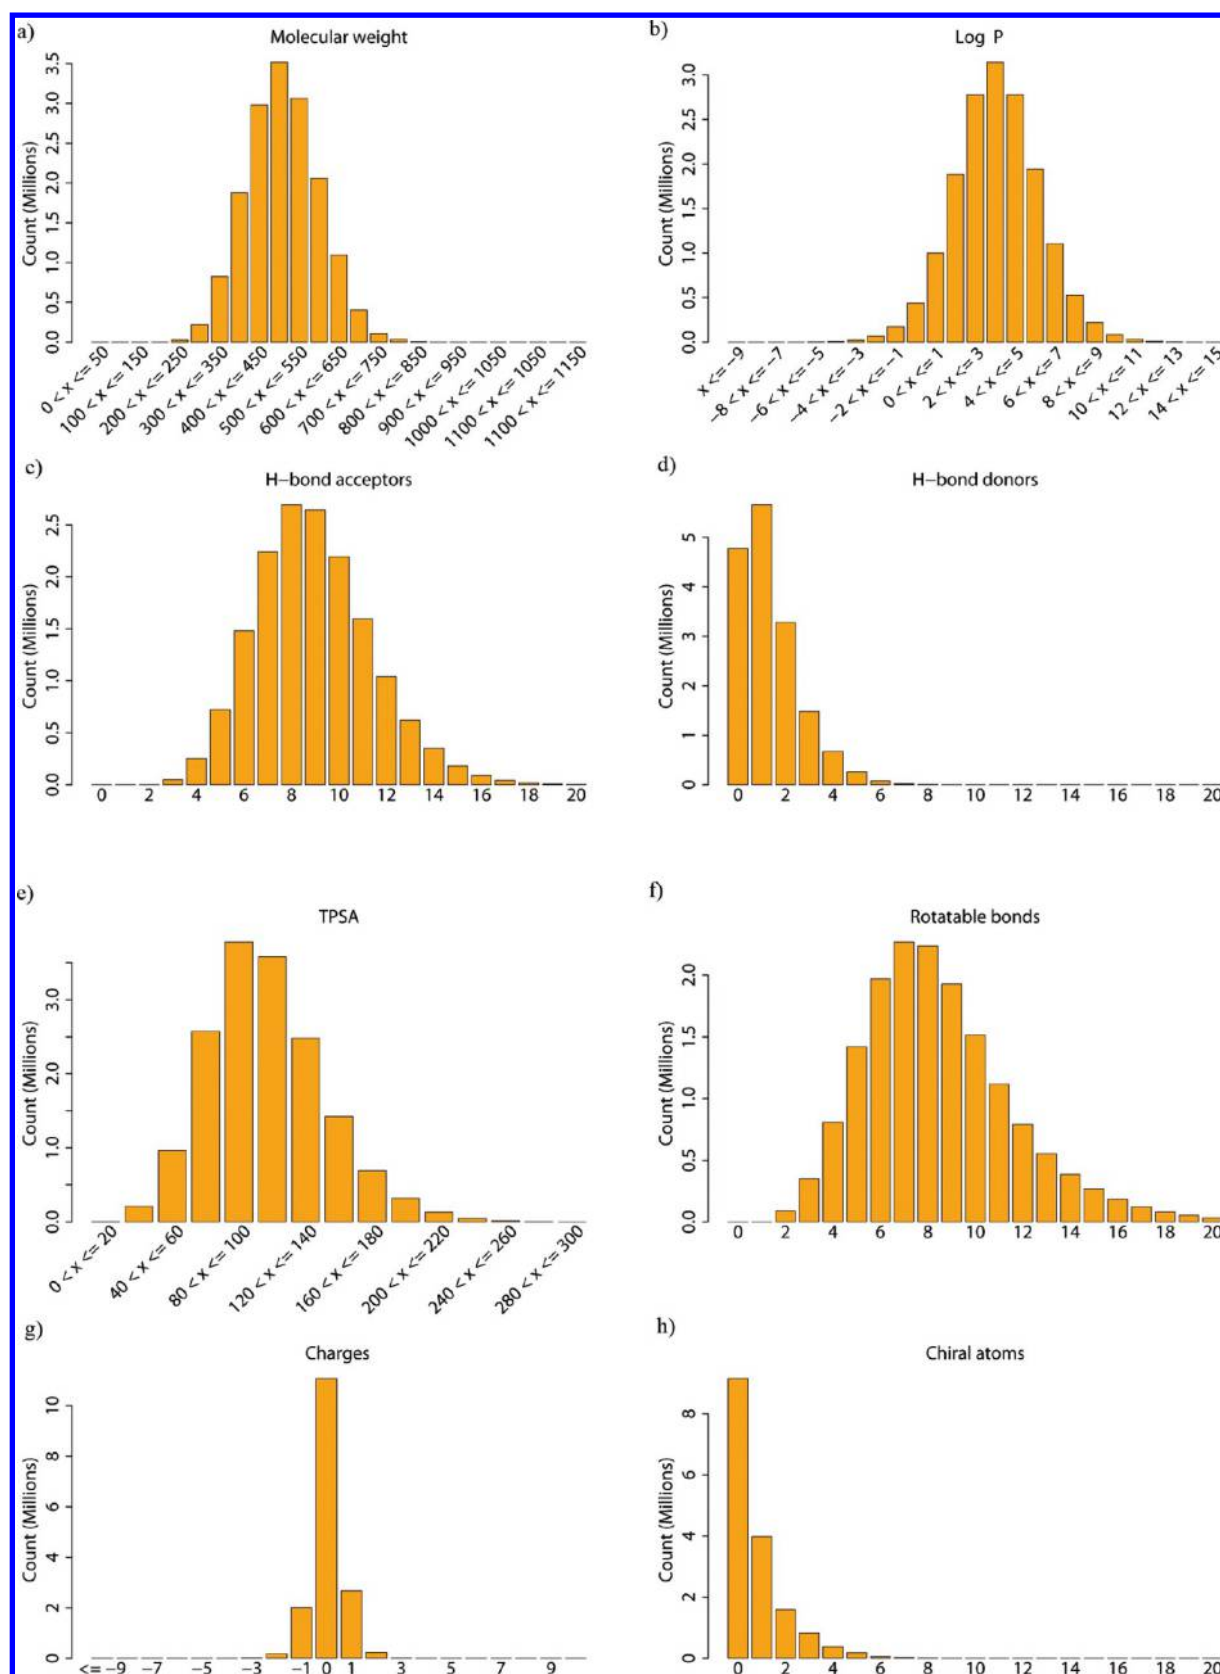 a)
Molecular weight
Count (Millions)
0.0 0.5 1.0 1.5 2.0 2.5 3.0 3.5
0 < x <= 50
100 < x <= 150
200 < x <= 250
300 < x <= 350
400 < x <= 450
500 < x <= 550
600 < x <= 650
700 < x <= 750
800 < x <= 850
900 < x <= 950
1000 < x <= 1050
1100 < x <= 1050
1100 < x <= 1150
b)
Log P
Count (Millions)
0.0 0.5 1.0 1.5 2.0 2.5 3.0
x <= −9
−8 < x <= −7
−6 < x <= −5
−4 < x <= −3
−2 < x <= −1
0 < x <= 1
2 < x <= 3
4 < x <= 5
6 < x <= 7
8 < x <= 9
10 < x <= 11
12 < x <= 13
14 < x <= 15
c)
H−bond acceptors
Count (Millions)
0.0 0.5 1.0 1.5 2.0 2.5
0 2 4 6 8 10 12 14 16 18 20
d)
H−bond donors
Count (Millions)
0 1 2 3 4 5
0 2 4 6 8 10 12 14 16 18 20
e)
TPSA
Count (Millions)
0.0 1.0 2.0 3.0
0 < x <= 20
40 < x <= 60
80 < x <= 100
120 < x <= 140
160 < x <= 180
200 < x <= 220
240 < x <= 260
280 < x <= 300
f)
Rotatable bonds
Count (Millions)
0.0 0.5 1.0 1.5 2.0
0 2 4 6 8 10 12 14 16 18 20
g)
Charges
Count (Millions)
0 2 4 6 8 10
<= −9 −7 −5 −3 −1 0 1 3 5 7 9
h)
Chiral atoms
Count (Millions)
0 2 4 6 8
0 2 4 6 8 10 12 14 16 18 20